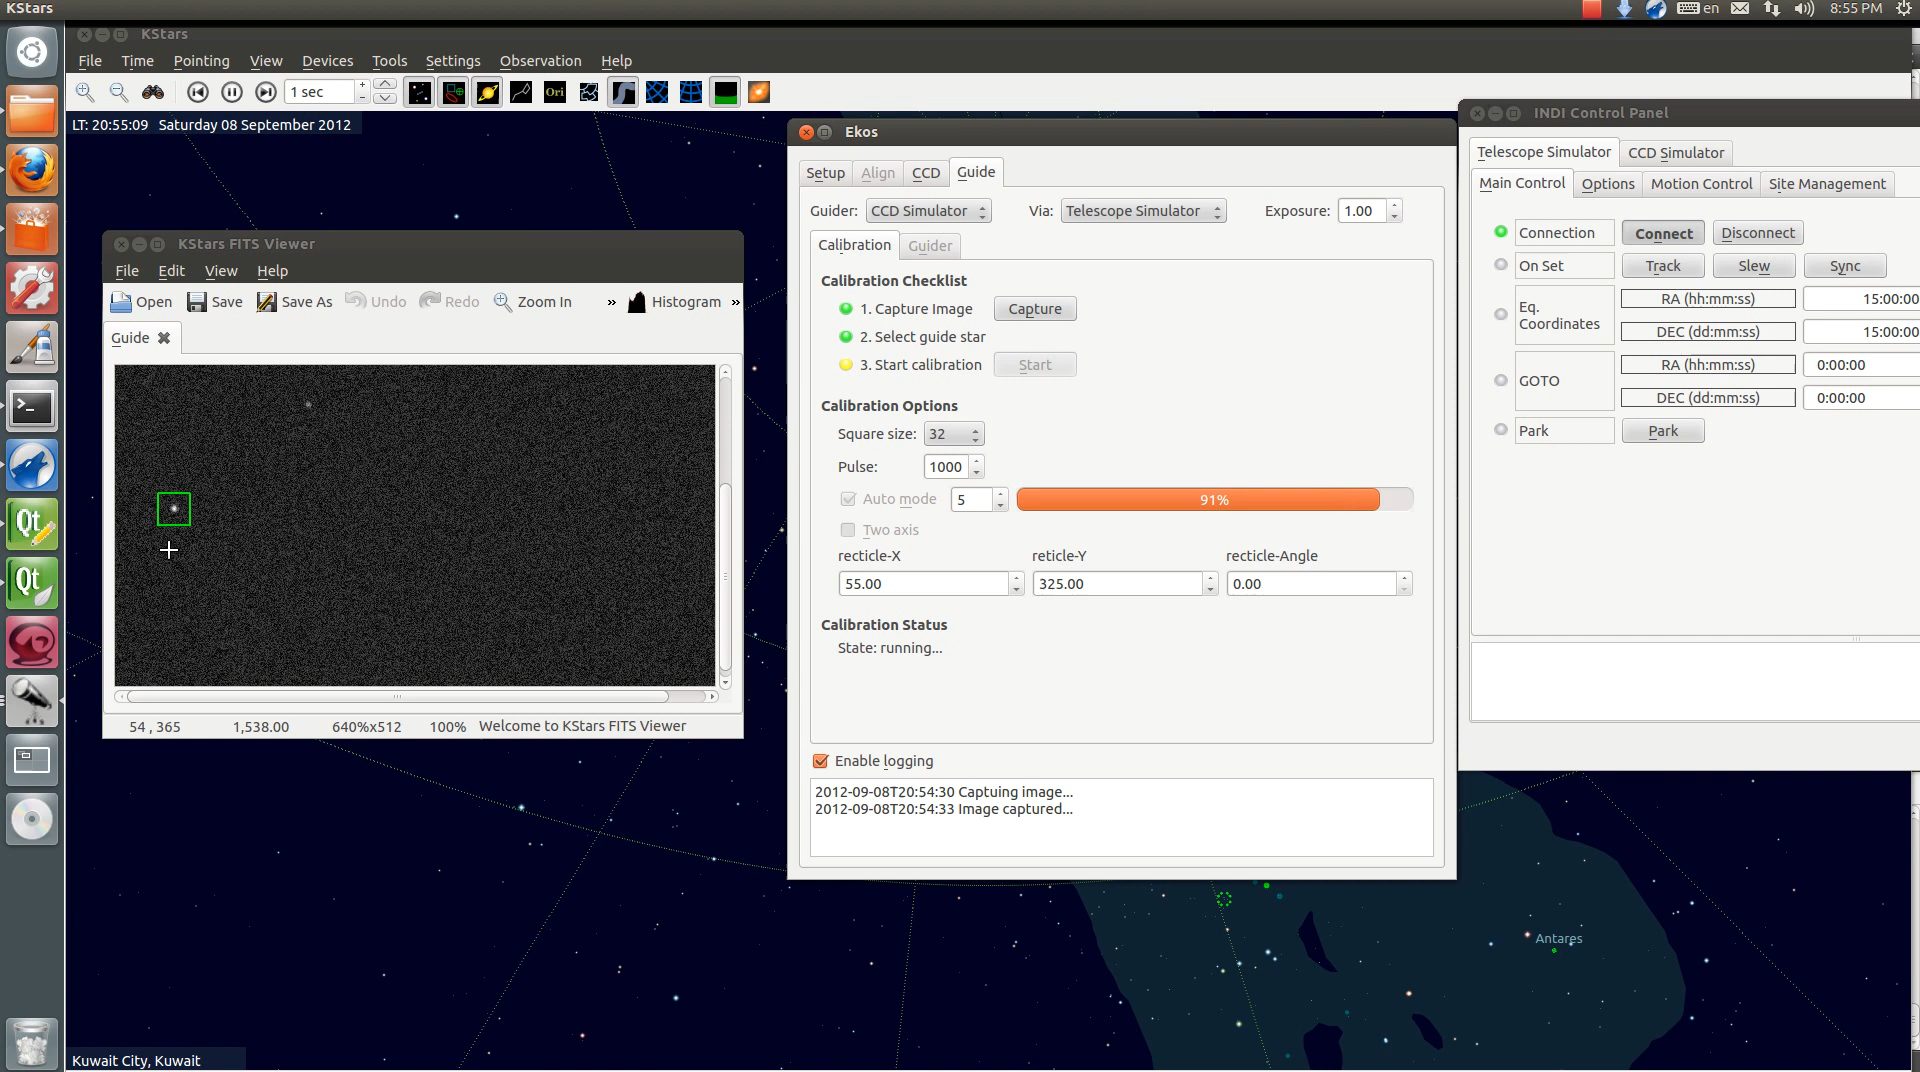 KStars
en
8:55 PM
KStars
File Time Pointing View Devices Tools Settings Observation Help
1 sec
Ori
LT: 20:55:09 Saturday 08 September 2012
KStars FITS Viewer
File Edit View Help
Open Save Save As Undo Redo Zoom In » Histogram »
Guide
54 , 365 1,538.00 640%x512 100% Welcome to KStars FITS Viewer
Ekos
Setup Align CCD Guide
Guider: CCD Simulator Via: Telescope Simulator Exposure: 1.00
Calibration Guider
Calibration Checklist
1. Capture Image Capture
2. Select guide star
3. Start calibration Start
Calibration Options
Square size: 32
Pulse: 1000
Auto mode 5 91%
Two axis
recticle-X reticle-Y recticle-Angle
55.00 325.00 0.00
Calibration Status
State: running...
Enable logging
2012-09-08T20:54:30 Captuing image...
2012-09-08T20:54:33 Image captured...
INDI Control Panel
Telescope Simulator CCD Simulator
Main Control Options Motion Control Site Management
Connection Connect Disconnect
On Set Track Slew Sync
Eq. Coordinates
RA (hh:mm:ss) 15:00:00
DEC (dd:mm:ss) 15:00:00
GOTO
RA (hh:mm:ss) 0:00:00
DEC (dd:mm:ss) 0:00:00
Park Park
Antares
Kuwait City, Kuwait
Qt
Qt